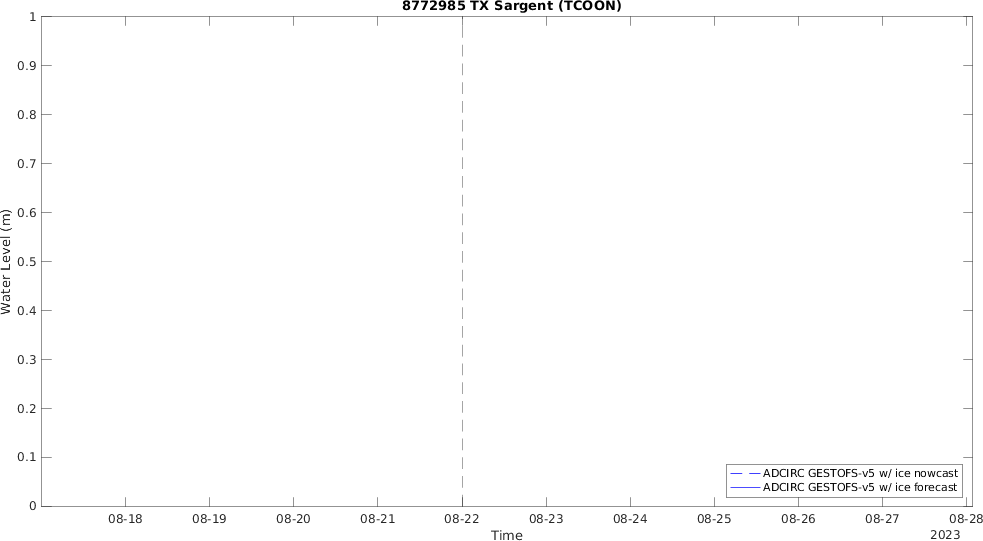 8772985 TX Sargent (TCOON)
1
0.9
0.8
0.7
0.6
0.5
0.4
0.3
0.2
0.1
0
Water Level (m)
ADCIRC GESTOFS-v5 w/ ice nowcast
ADCIRC GESTOFS-v5 w/ ice forecast
08-18 08-19 08-20 08-21 08-22 08-23 08-24 08-25 08-26 08-27 08-28
Time
2023